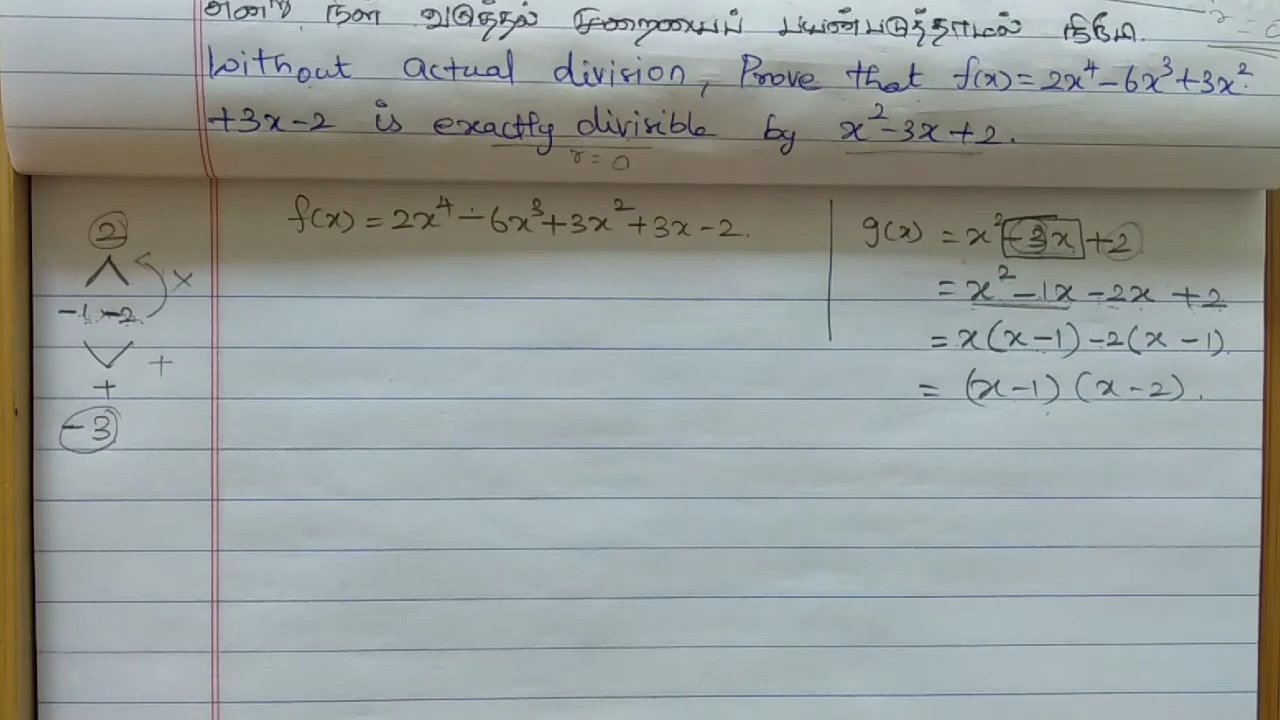 நிரூபி.
Without actual division, Prove that f(x) = 2x⁴ - 6x³ + 3x²
+3x-2 is exactly divisible by x² - 3x + 2.
r = 0
f(x) = 2x⁴ - 6x³ + 3x² + 3x - 2.
g(x) = x² - 3x + 2
= x² - 1x - 2x + 2
= x(x-1) -2(x-1)
= (x-1) (x-2).
2
×
-1 × -2
+
+
-3